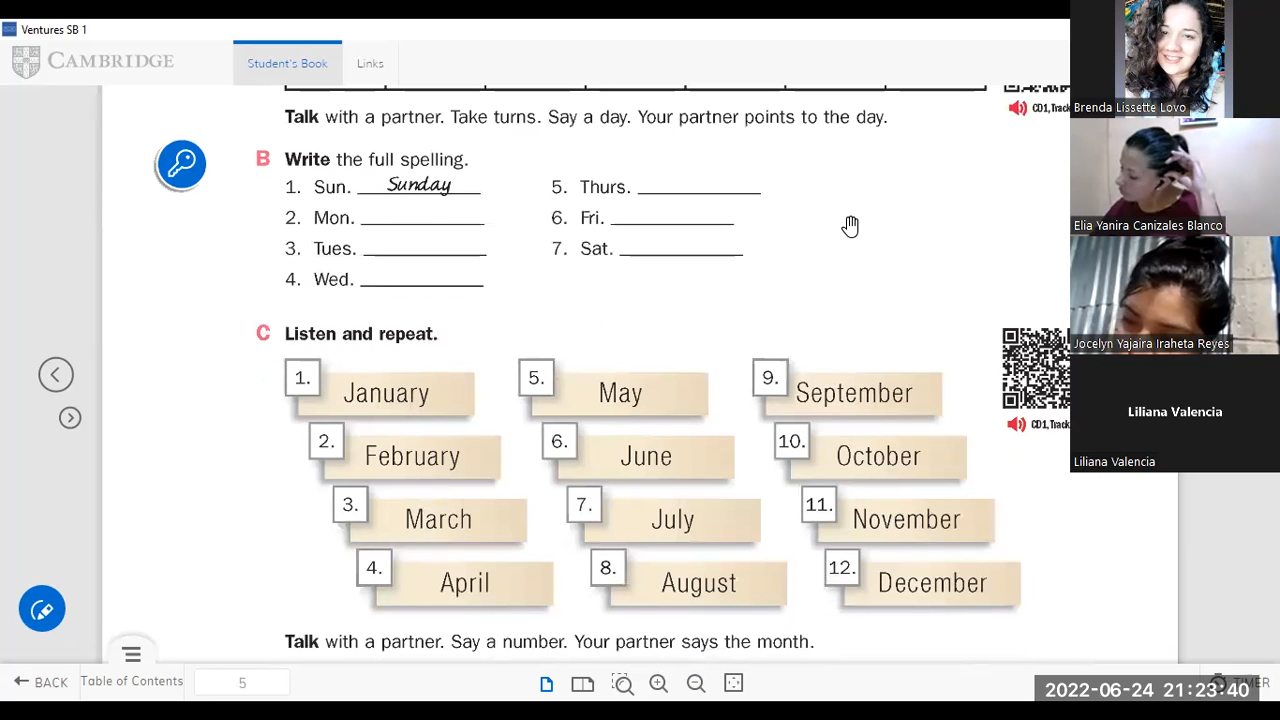 Ventures SB 1
CAMBRIDGE
Student's Book
Links
Talk with a partner. Take turns. Say a day. Your partner points to the day.
CD1, Track
B Write the full spelling.
1. Sun. Sunday
2. Mon.
3. Tues.
4. Wed.
5. Thurs.
6. Fri.
7. Sat.
C Listen and repeat.
1. January
2. February
3. March
4. April
5. May
6. June
7. July
8. August
9. September
10. October
11. November
12. December
CD1, Track
Talk with a partner. Say a number. Your partner says the month.
BACK
Table of Contents
5
TIMER
2022-06-24 21:23:40
Brenda Lissette Lovo
Elia Yanira Canizales Blanco
Jocelyn Yajaira Iraheta Reyes
Liliana Valencia
Liliana Valencia